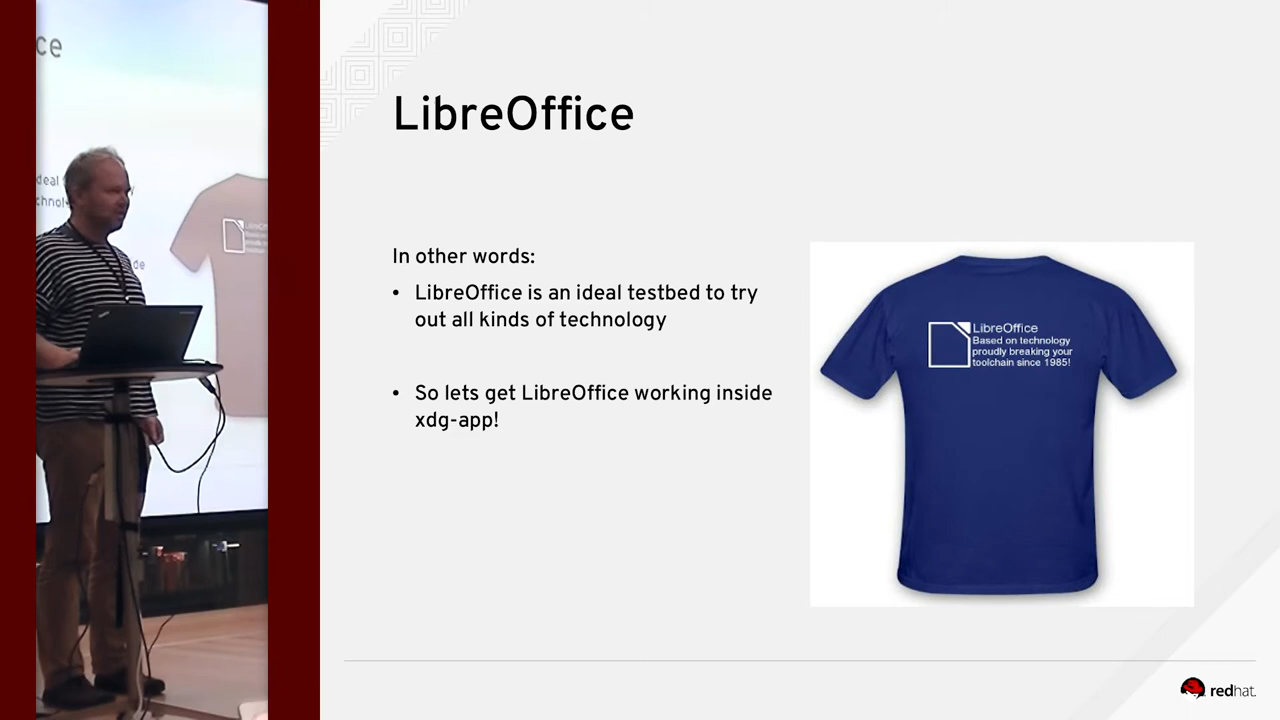 ce
LibreOffice
In other words:
• LibreOffice is an ideal testbed to try
out all kinds of technology
• So lets get LibreOffice working inside
xdg-app!
LibreOffice
Based on technology
proudly breaking your
toolchain since 1985!
redhat.